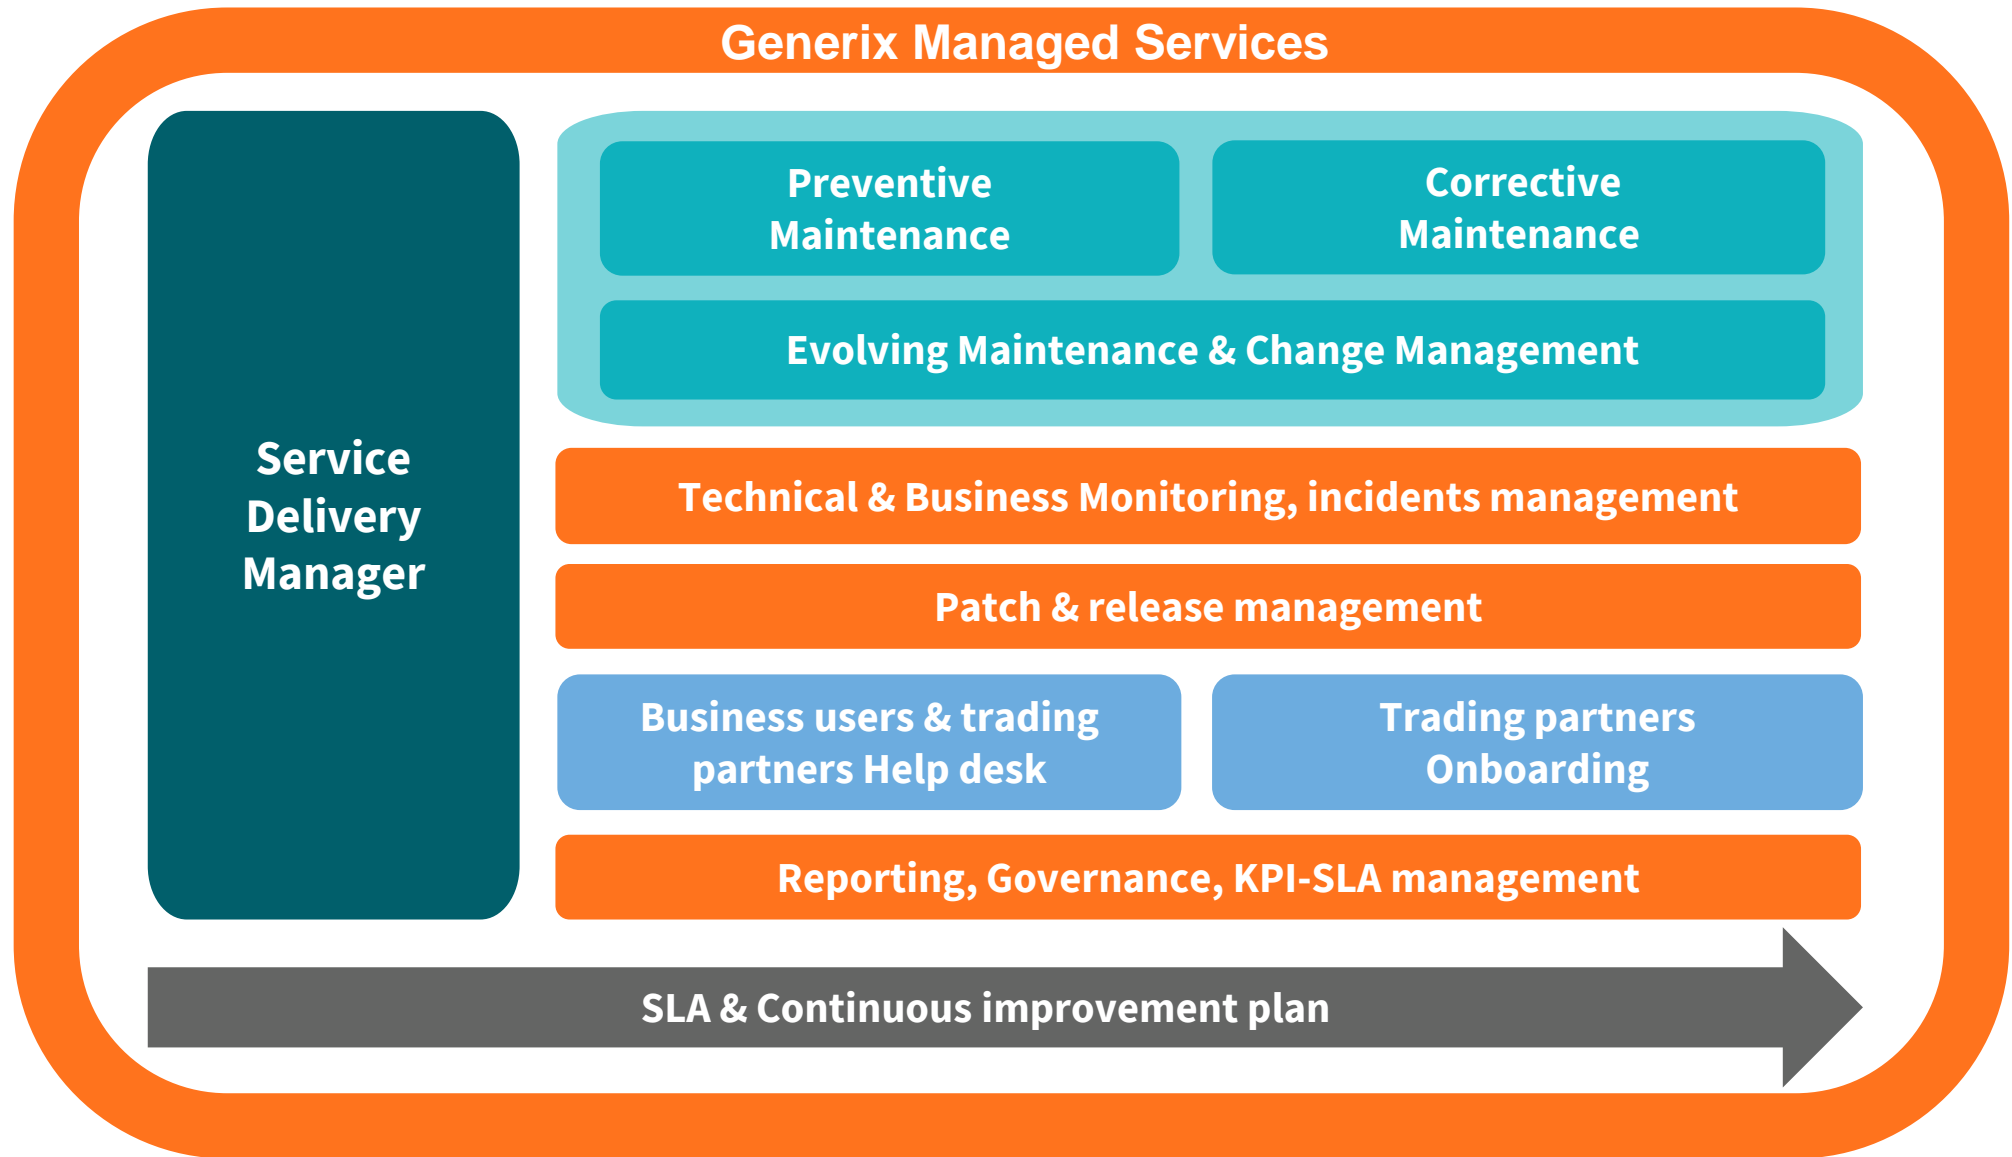 Generix Managed Services
Service
Delivery
Manager
Preventive
Maintenance
Corrective
Maintenance
Evolving Maintenance & Change Management
Technical & Business Monitoring, incidents management
Patch & release management
Business users & trading
partners Help desk
Trading partners
Onboarding
Reporting, Governance, KPI-SLA management
SLA & Continuous improvement plan